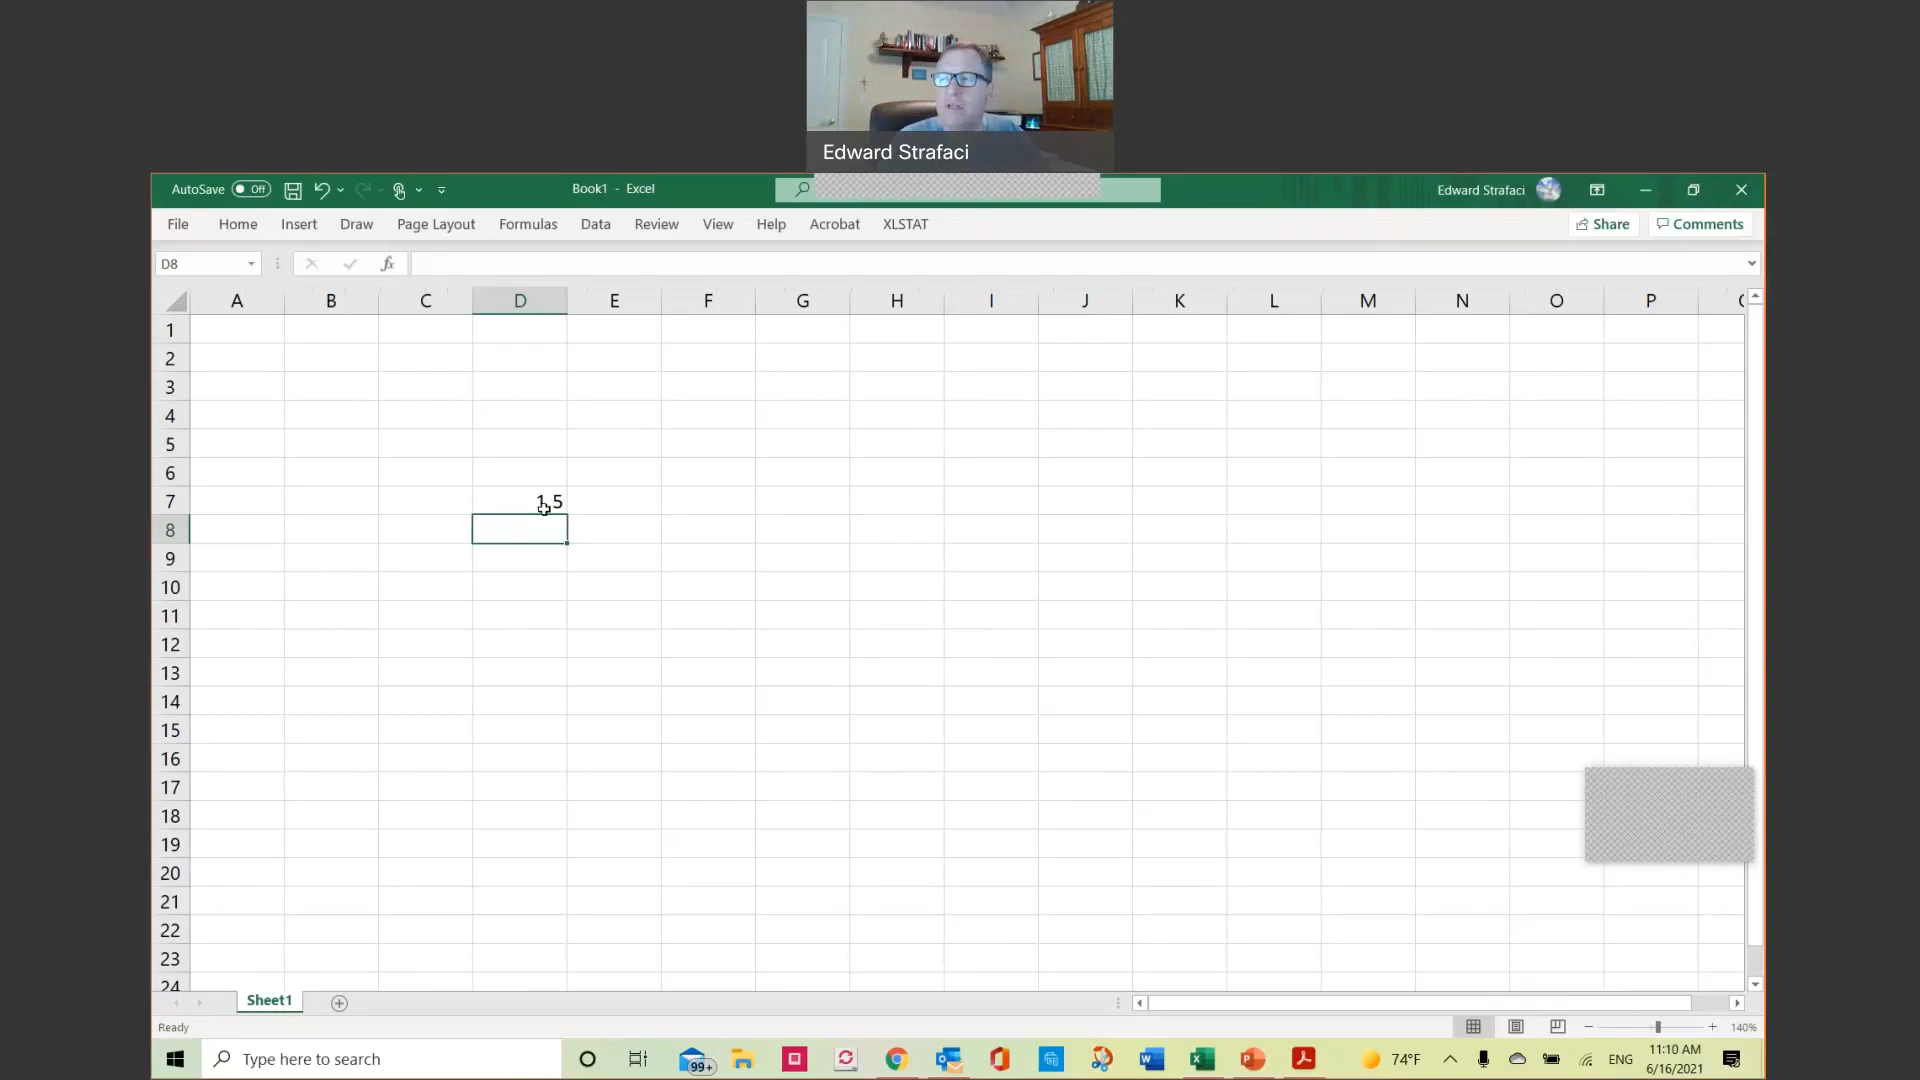 Edward Strafaci
AutoSave Off
Book1 - Excel
Edward Strafaci
File Home Insert Draw Page Layout Formulas Data Review View Help Acrobat XLSTAT
Share Comments
D8
fx
A B C D E F G H I J K L M N O P
1
2
3
4
5
6
7 1.5
8
9
10
11
12
13
14
15
16
17
18
19
20
21
22
23
24
Sheet1
Ready
140%
Type here to search
99+
74°F
ENG
11:10 AM
6/16/2021